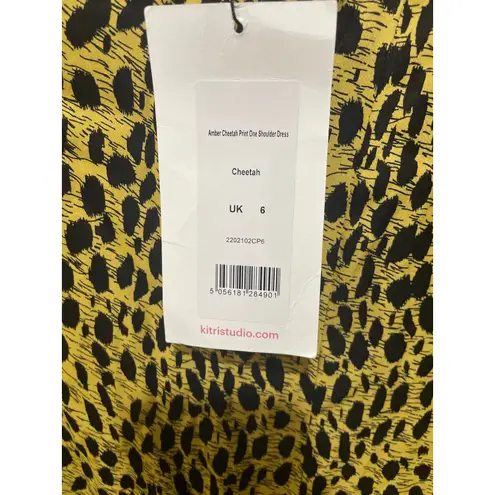 Amber Cheetah Print One Shoulder Dress
Cheetah
UK 6
2202102CP6
5 056181 284901
kitristudio.com